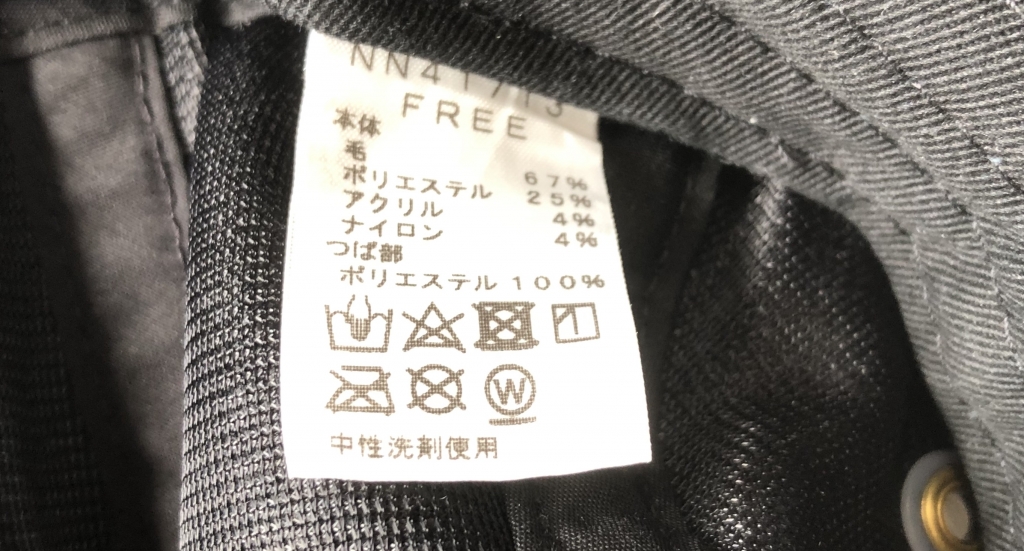 NN41713
FREE
本体
毛 67%
ポリエステル 25%
アクリル 4%
ナイロン 4%
つば部
ポリエステル 100%
W
中性洗剤使用